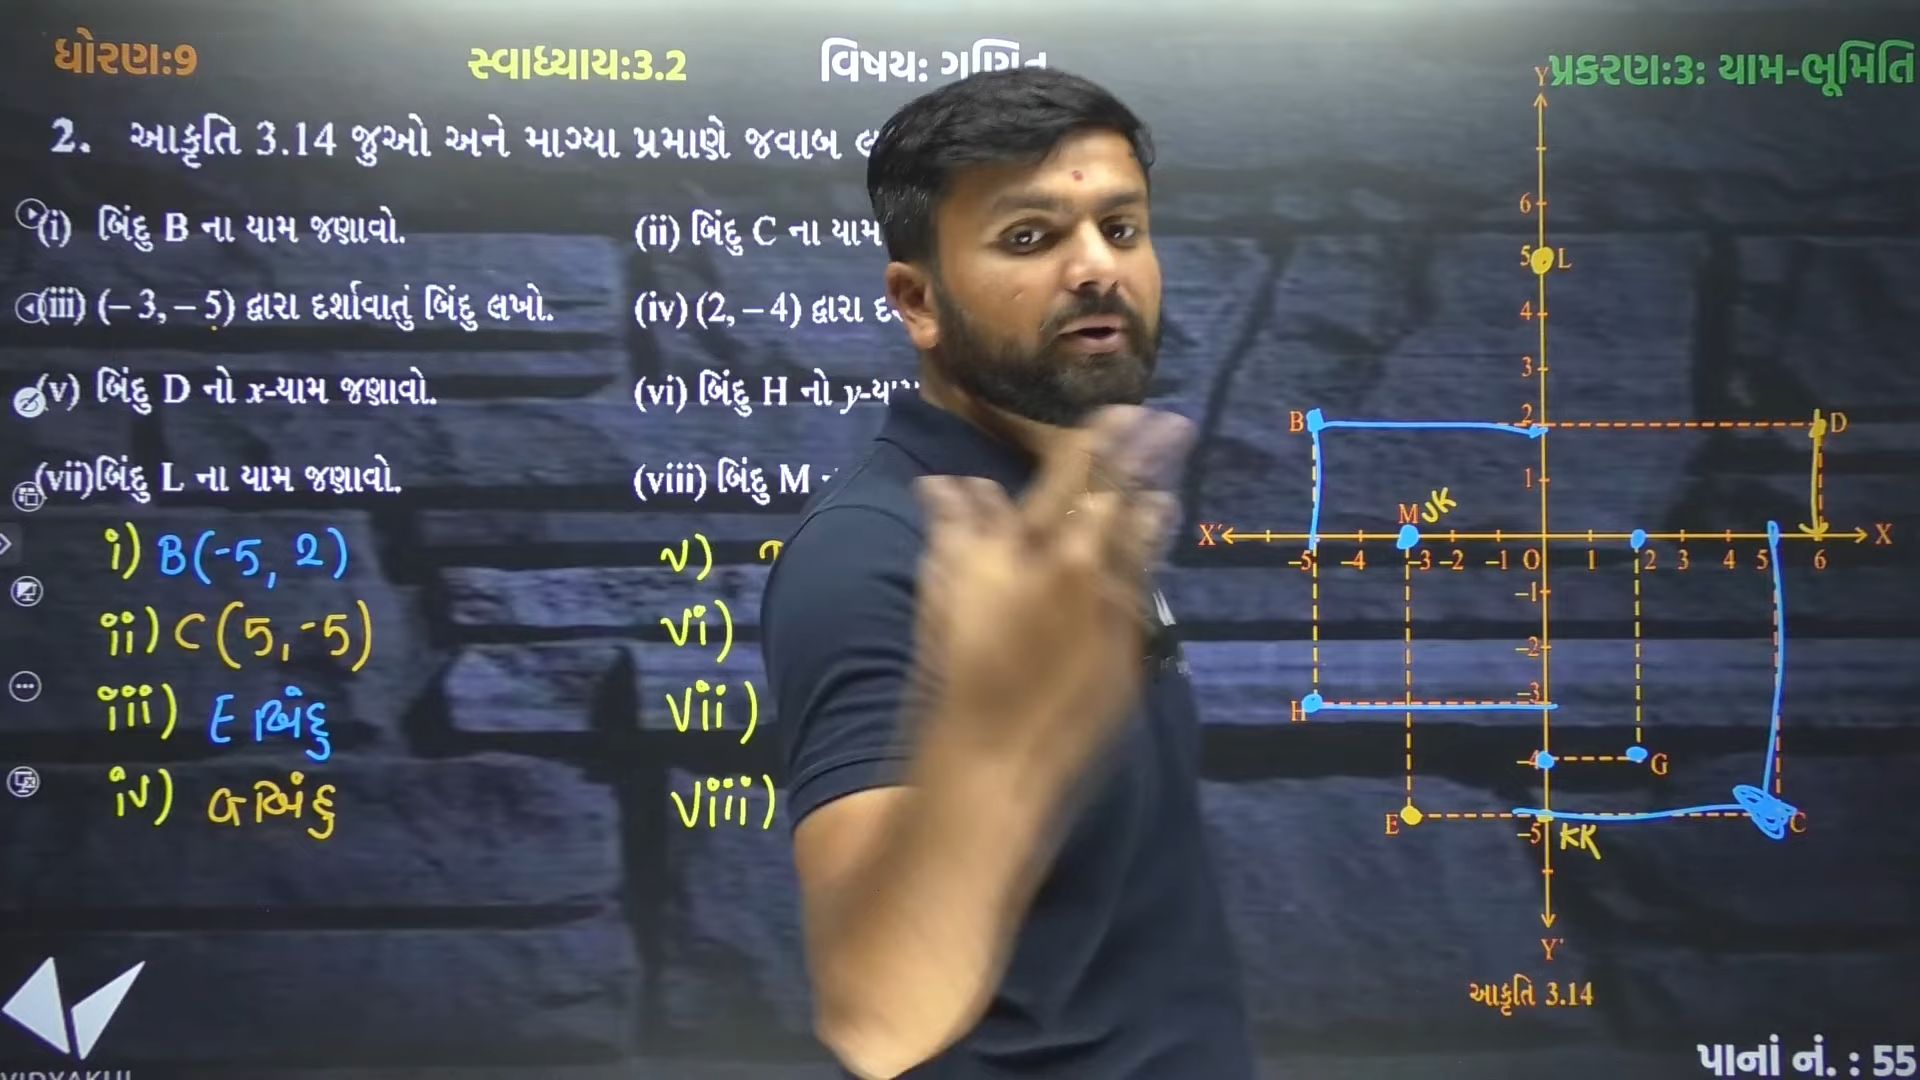 ધોરણ:9
સ્વાધ્યાય:3.2
વિષય: ગણિત
પ્રકરણ:3: યામ-ભૂમિતિ
2. આકૃતિ 3.14 જુઓ અને માગ્યા પ્રમાણે જવાબ
(i) બિંદુ B ના યામ જણાવો.
(ii) બિંદુ C ના યામ
(iii) (– 3, – 5) દ્વારા દર્શાવાતું બિંદુ લખો.
(iv) (2, – 4) દ્વારા
(v) બિંદુ D નો x-યામ જણાવો.
(vi) બિંદુ H નો y-
(vii) બિંદુ L ના યામ જણાવો.
(viii) બિંદુ M
i) B(-5, 2)
ii) C(5, -5)
iii) E બિંદુ
iv) G બિંદુ
v)
vi)
vii)
viii)
Y
6
5 L
4
3
B 2 D
1
M JK
X' X
–5 –4 –3 –2 –1 O 1 2 3 4 5 6
–1
–2
–3
H
–4 G
E –5 C
KK
Y'
આકૃતિ 3.14
પાનાં નં. : 55
VIDYAKUL